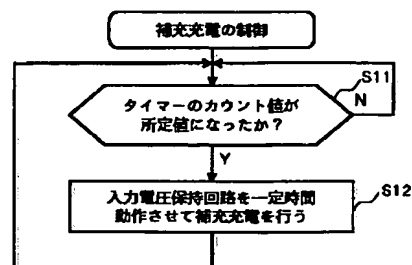 補充充電の制御
S11
タイマーのカウント値が
所定値になったか？
N
Y
入力電圧保持回路を一定時間
動作させて補充充電を行う
S12